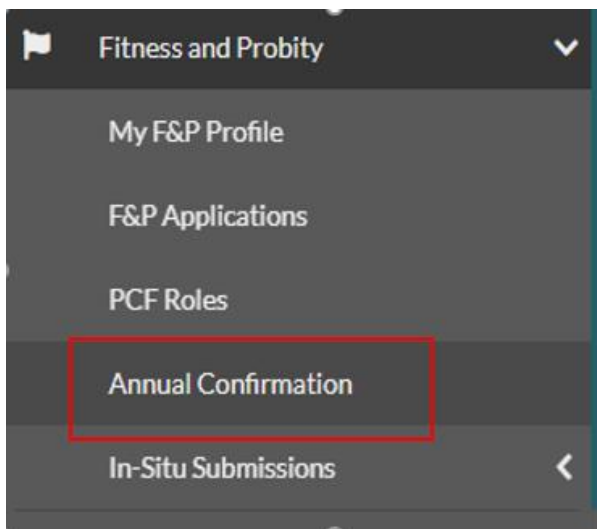 Fitness and Probity
My F&P Profile
F&P Applications
PCF Roles
Annual Confirmation
In-Situ Submissions